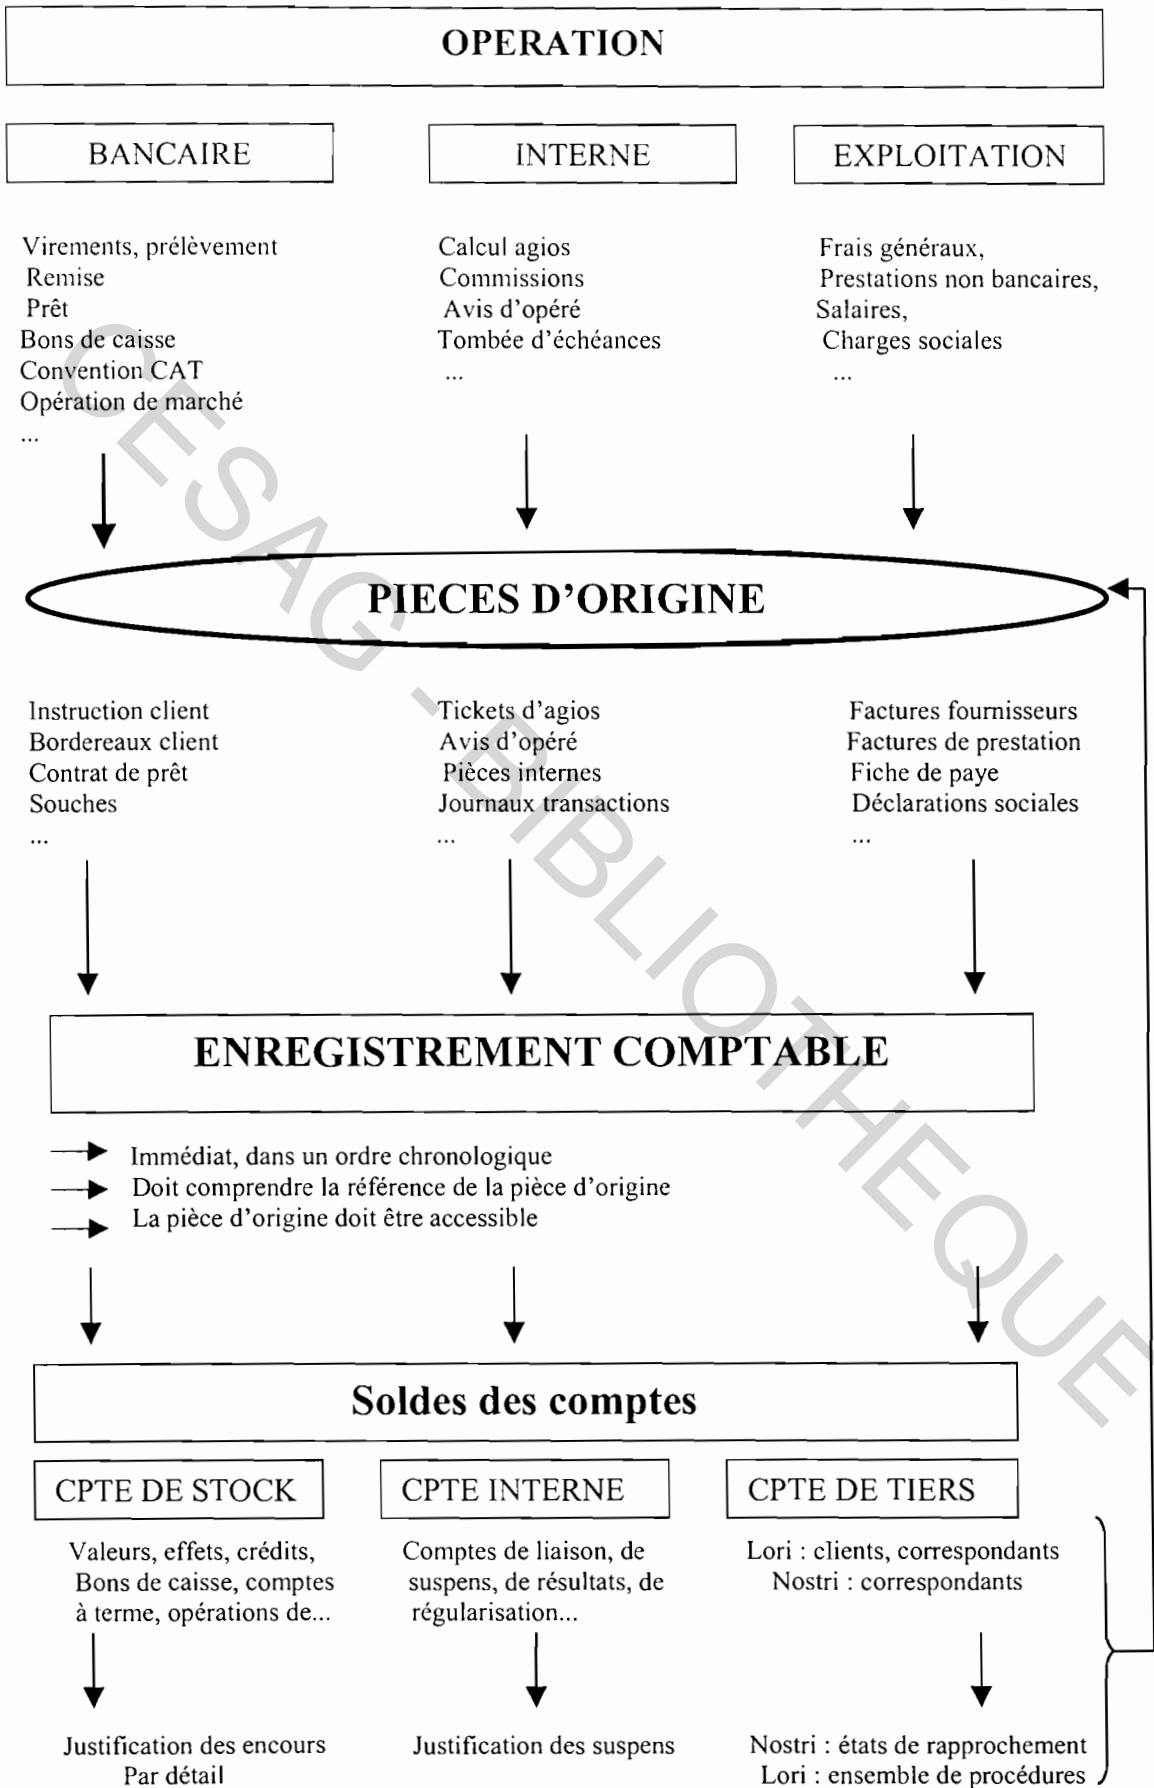 OPERATION
BANCAIRE
INTERNE
EXPLOITATION
Virements, prélèvement
Remise
Prêt
Bons de caisse
Convention CAT
Opération de marché
...
Calcul agios
Commissions
Avis d'opéré
Tombée d'échéances
...
Frais généraux,
Prestations non bancaires,
Salaires,
Charges sociales
...
PIECES D'ORIGINE
Instruction client
Bordereaux client
Contrat de prêt
Souches
...
Tickets d'agios
Avis d'opéré
Pièces internes
Journaux transactions
...
Factures fournisseurs
Factures de prestation
Fiche de paye
Déclarations sociales
...
ENREGISTREMENT COMPTABLE
Immédiat, dans un ordre chronologique
Doit comprendre la référence de la pièce d'origine
La pièce d'origine doit être accessible
Soldes des comptes
CPTE DE STOCK
CPTE INTERNE
CPTE DE TIERS
Valeurs, effets, crédits,
Bons de caisse, comptes
à terme, opérations de...
Comptes de liaison, de
suspens, de résultats, de
régularisation...
Lori : clients, correspondants
Nostri : correspondants
Justification des encours
Par détail
Justification des suspens
Nostri : états de rapprochement
Lori : ensemble de procédures
CESAG - BIBLIOTHEQUE